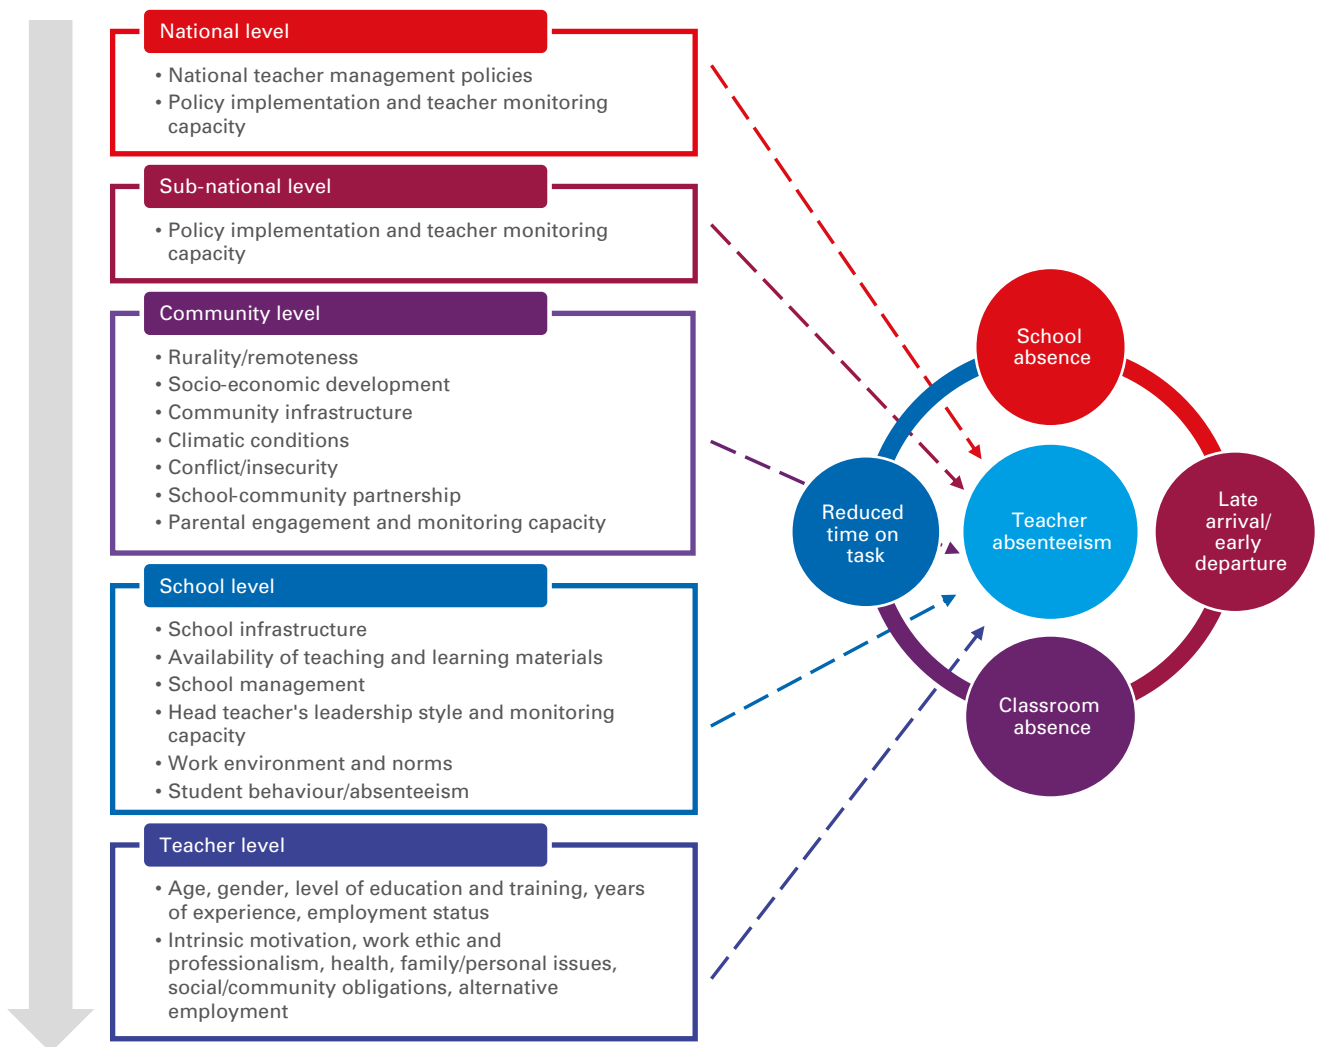 National level
• National teacher management policies
• Policy implementation and teacher monitoring
capacity
Sub-national level
• Policy implementation and teacher monitoring
capacity
Community level
• Rurality/remoteness
• Socio-economic development
• Community infrastructure
• Climatic conditions
• Conflict/insecurity
• School-community partnership
• Parental engagement and monitoring capacity
School level
• School infrastructure
• Availability of teaching and learning materials
• School management
• Head teacher's leadership style and monitoring
capacity
• Work environment and norms
• Student behaviour/absenteeism
Teacher level
• Age, gender, level of education and training, years
of experience, employment status
• Intrinsic motivation, work ethic and
professionalism, health, family/personal issues,
social/community obligations, alternative
employment
School
absence
Reduced
time on
task
Teacher
absenteeism
Late
arrival/
early
departure
Classroom
absence